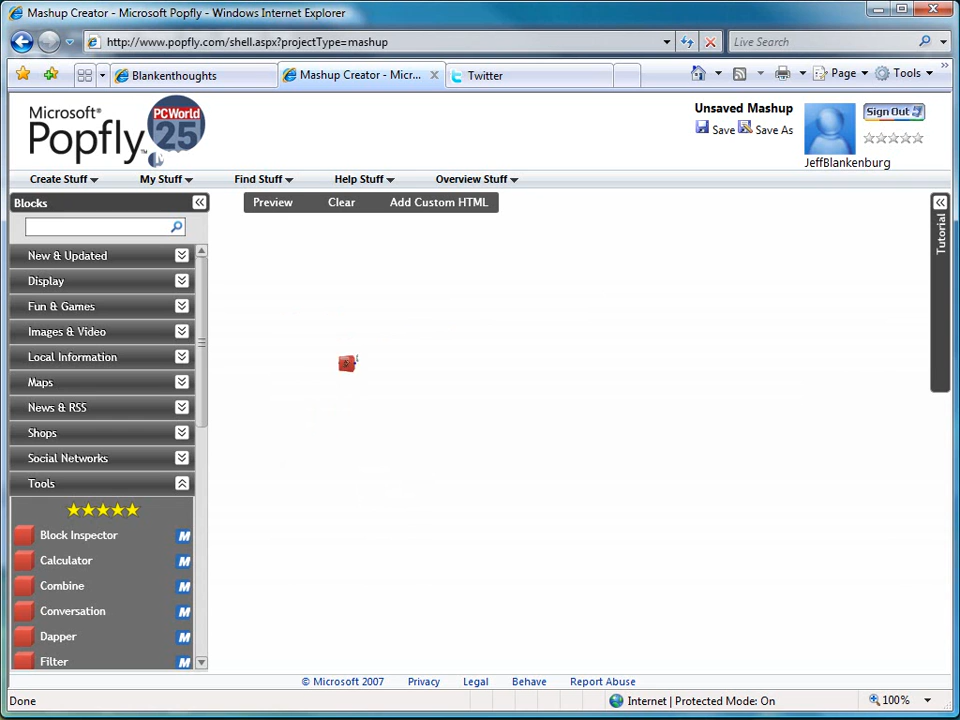 Mashup Creator - Microsoft Popfly - Windows Internet Explorer
http://www.popfly.com/shell.aspx?projectType=mashup
Live Search
Blankenthoughts
Mashup Creator - Micr...
Twitter
Page
Tools
Microsoft®
Popfly™
PCWorld
25
Unsaved Mashup
Save
Save As
Sign Out
JeffBlankenburg
Create Stuff
My Stuff
Find Stuff
Help Stuff
Overview Stuff
Blocks
Preview
Clear
Add Custom HTML
Tutorial
New & Updated
Display
Fun & Games
Images & Video
Local Information
Maps
News & RSS
Shops
Social Networks
Tools
Block Inspector
M
Calculator
M
Combine
M
Conversation
M
Dapper
M
Filter
M
© Microsoft 2007
Privacy
Legal
Behave
Report Abuse
Done
Internet | Protected Mode: On
100%